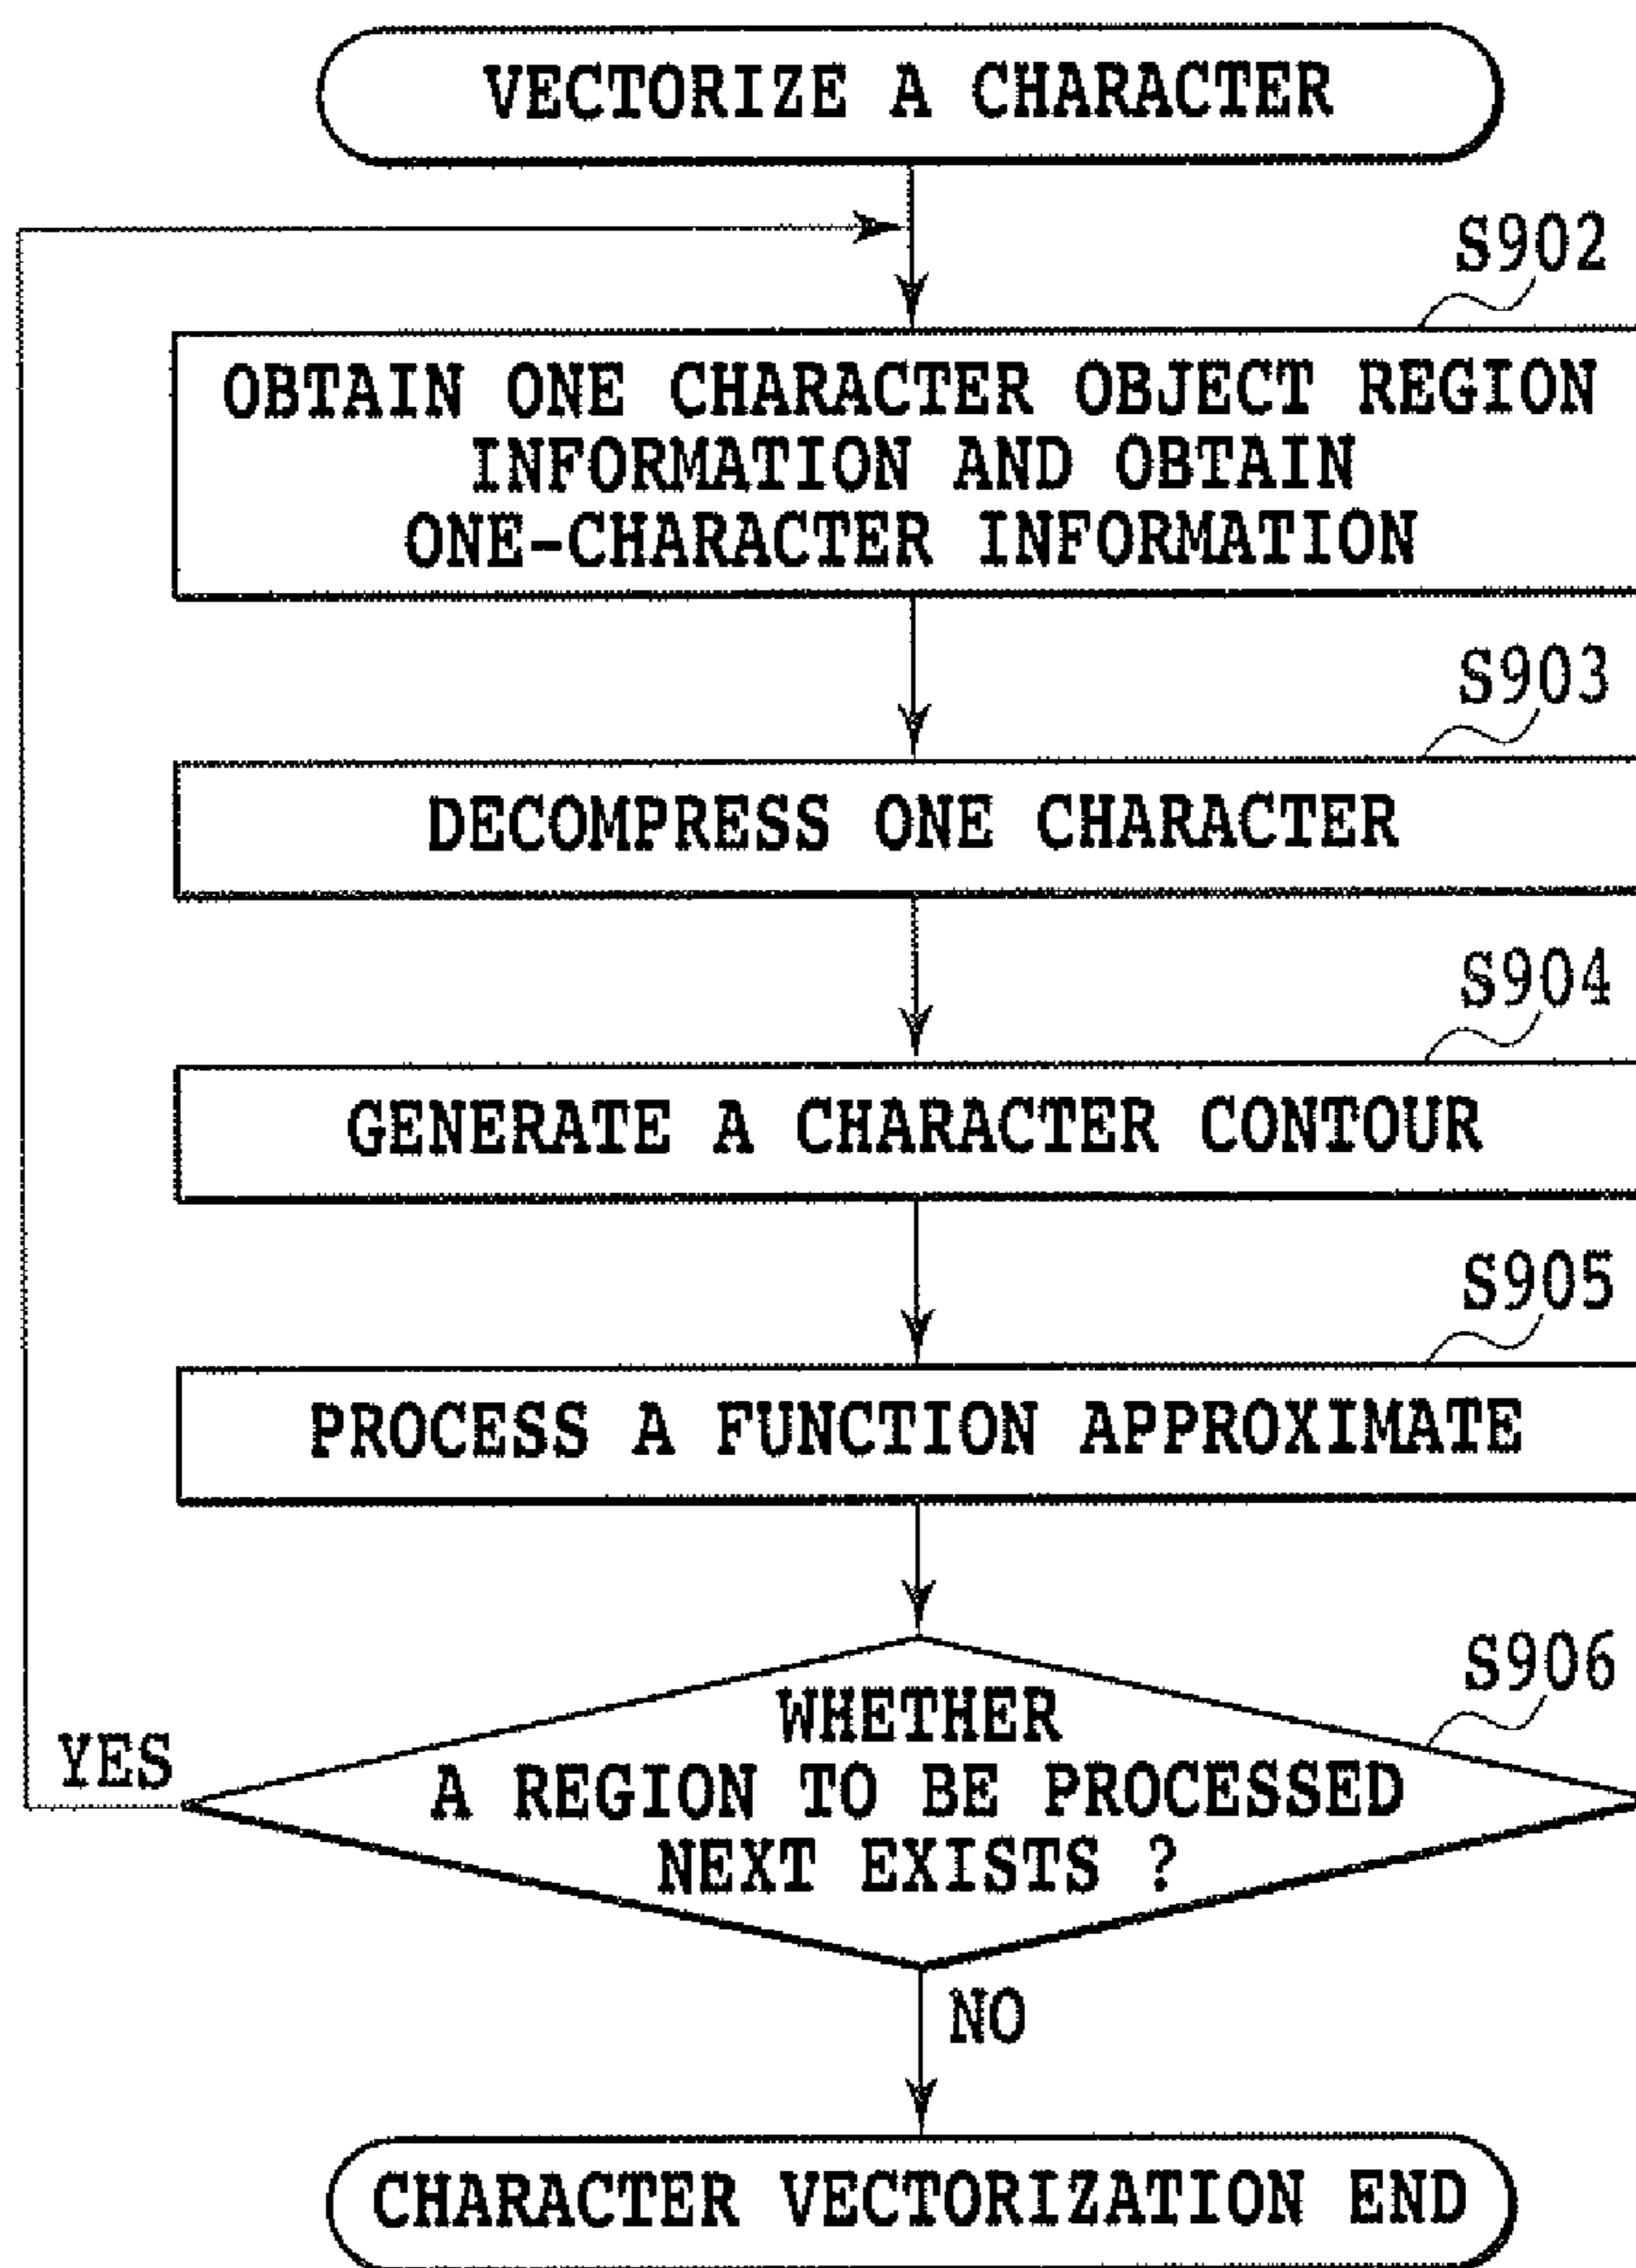 VECTORIZE A CHARACTER
S902
OBTAIN ONE CHARACTER OBJECT REGION
INFORMATION AND OBTAIN
ONE-CHARACTER INFORMATION
S903
DECOMPRESS ONE CHARACTER
S904
GENERATE A CHARACTER CONTOUR
S905
PROCESS A FUNCTION APPROXIMATE
S906
WHETHER
YES
A REGION TO BE PROCESSED
NEXT EXISTS ?
NO
CHARACTER VECTORIZATION END